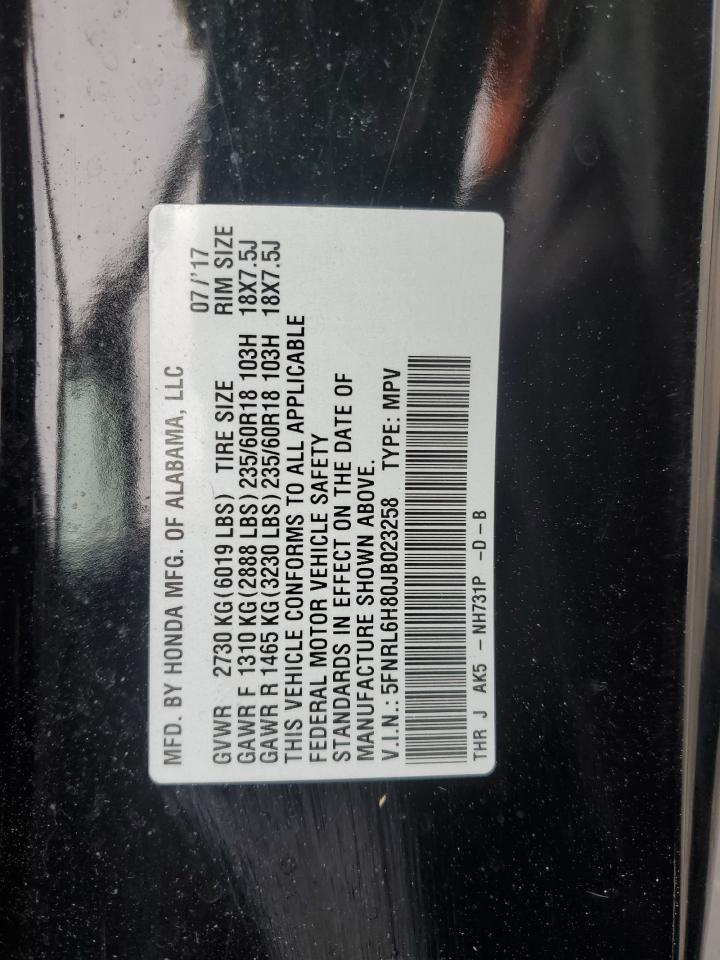 MFD. BY HONDA MFG. OF ALABAMA, LLC 07/'17
GVWR 2730 KG (6019 LBS) TIRE SIZE RIM SIZE
GAWR F 1310 KG (2888 LBS) 235/60R18 103H 18X7.5J
GAWR R 1465 KG (3230 LBS) 235/60R18 103H 18X7.5J
THIS VEHICLE CONFORMS TO ALL APPLICABLE
FEDERAL MOTOR VEHICLE SAFETY
STANDARDS IN EFFECT ON THE DATE OF
MANUFACTURE SHOWN ABOVE.
V.I.N.: 5FNRL6H80JB023258 TYPE: MPV
THR J AK5 - NH731P -D-B